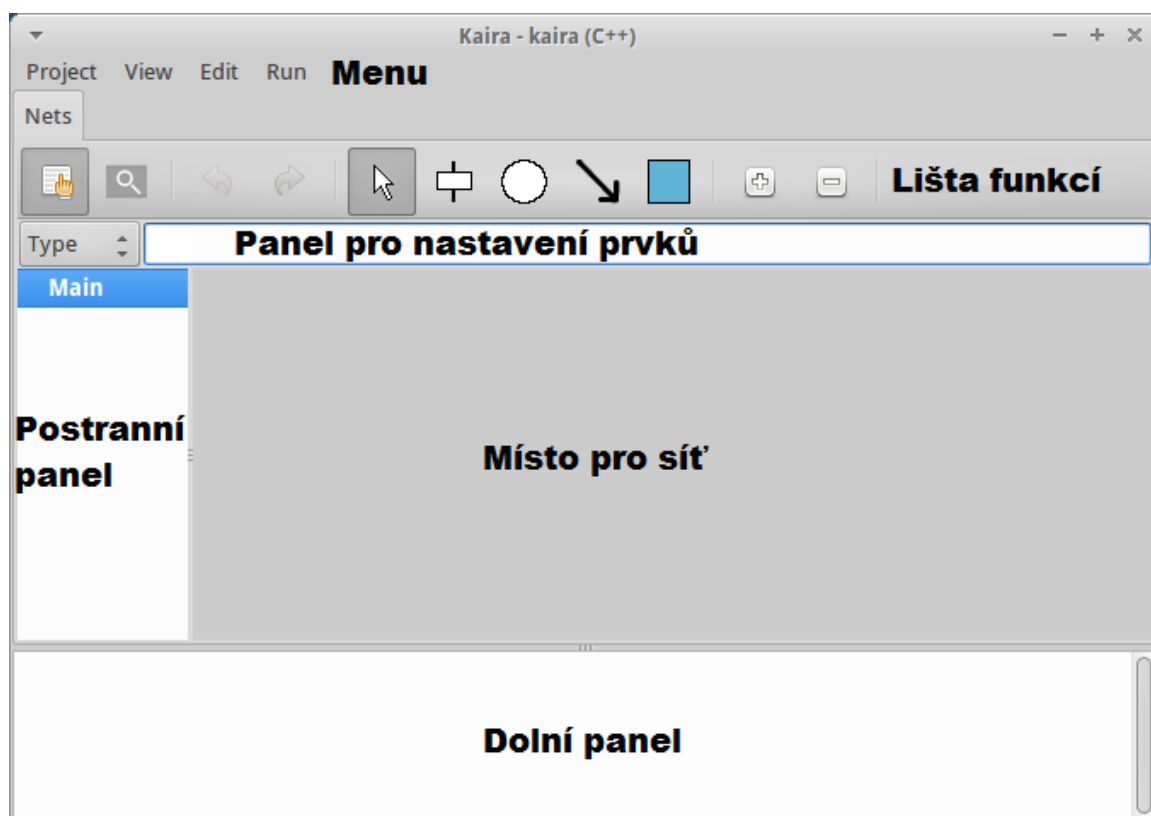 Kaira - kaira (C++)
Project View Edit Run Menu
Nets
Lišta funkcí
Type Panel pro nastavení prvků
Main
Postranní
panel
Místo pro síť
Dolní panel